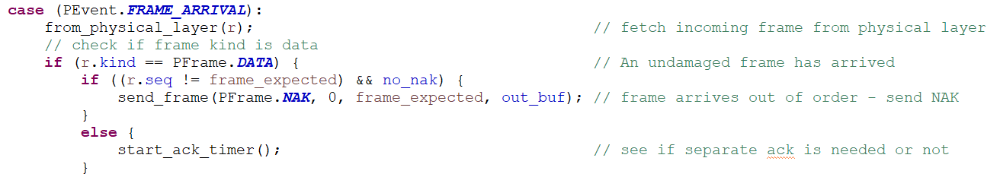 case (PEvent.FRAME_ARRIVAL):
    from_physical_layer(r);                                     // fetch incoming frame from physical layer
    // check if frame kind is data
    if (r.kind == PFrame.DATA) {                                // An undamaged frame has arrived
        if ((r.seq != frame_expected) && no_nak) {
            send_frame(PFrame.NAK, 0, frame_expected, out_buf); // frame arrives out of order – send NAK
        }
        else {
            start_ack_timer();                                  // see if separate ack is needed or not
        }